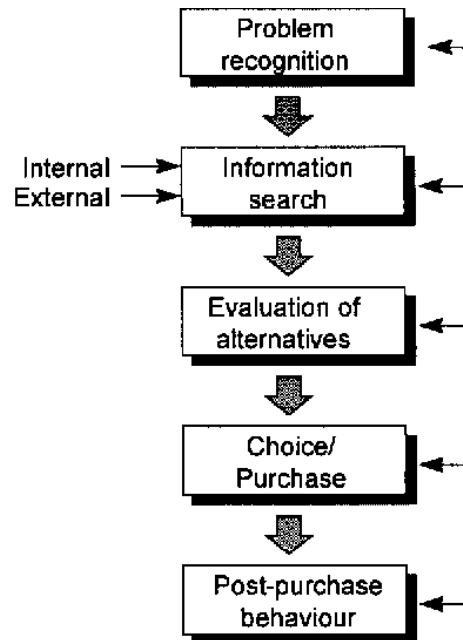 Problem
recognition
Internal
External
Information
search
Evaluation of
alternatives
Choice/
Purchase
Post-purchase
behaviour